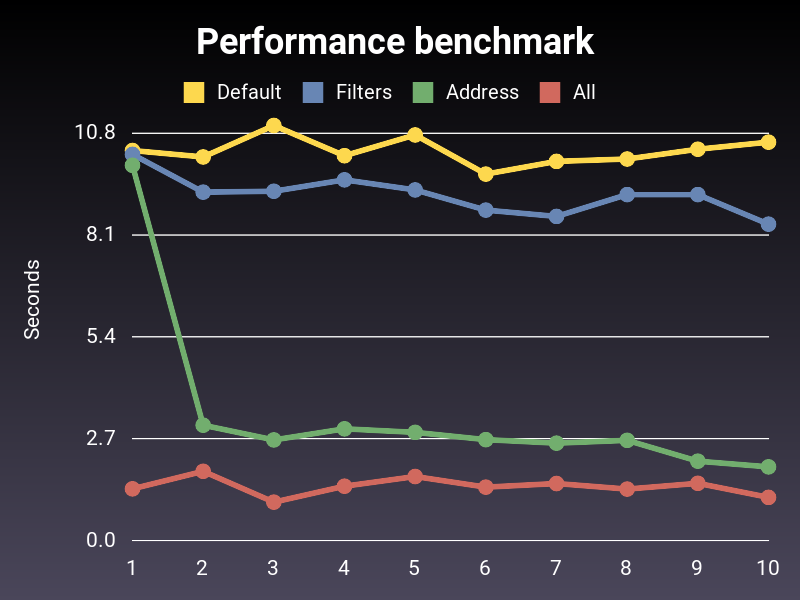 Performance benchmark
Default Filters Address All
10.8
8.1
5.4
2.7
0.0
Seconds
1 2 3 4 5 6 7 8 9 10